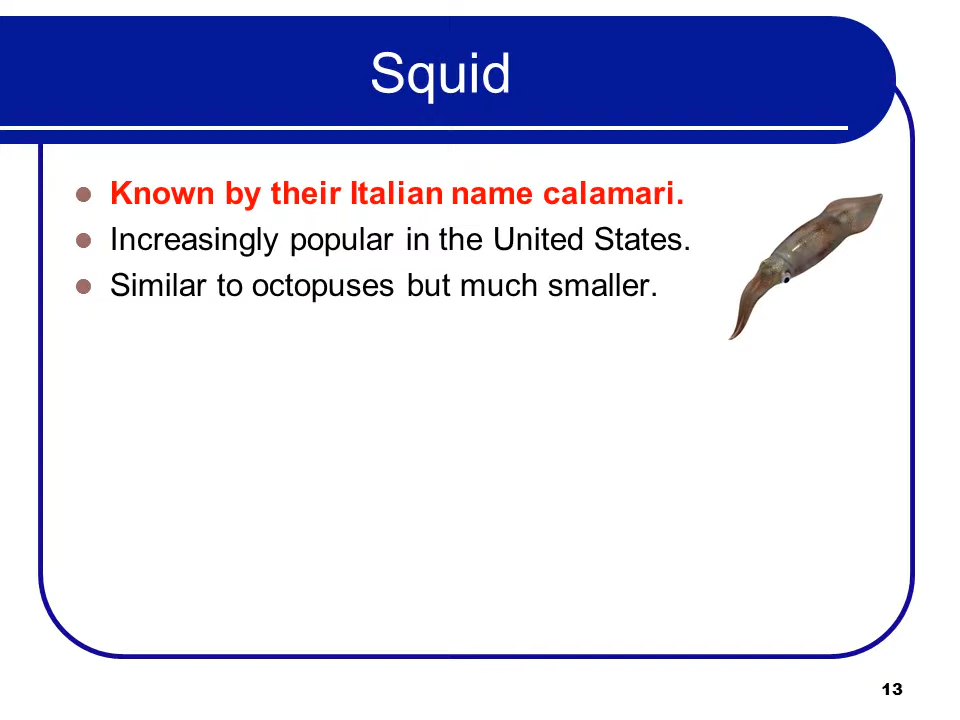 Squid
Known by their Italian name calamari.
Increasingly popular in the United States.
Similar to octopuses but much smaller.
13